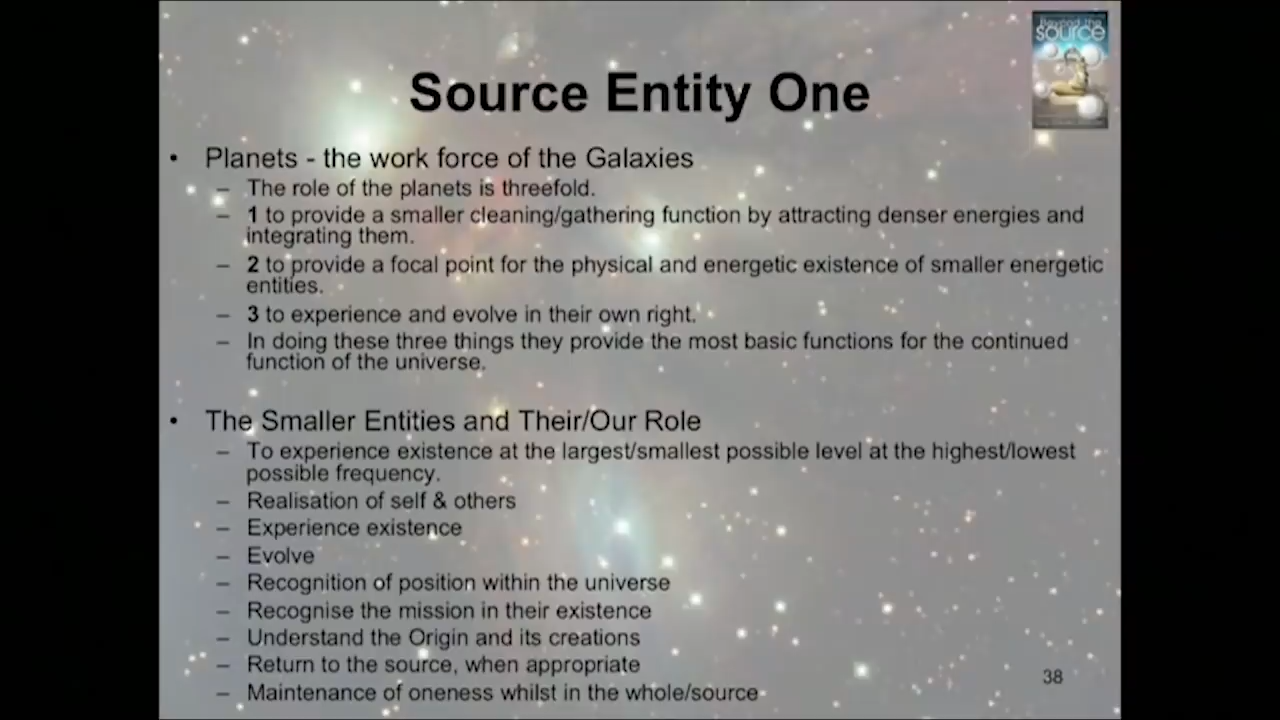 Beyond the
source
Source Entity One
• Planets - the work force of the Galaxies
– The role of the planets is threefold.
– 1 to provide a smaller cleaning/gathering function by attracting denser energies and
integrating them.
– 2 to provide a focal point for the physical and energetic existence of smaller energetic
entities.
– 3 to experience and evolve in their own right.
– In doing these three things they provide the most basic functions for the continued
function of the universe.
• The Smaller Entities and Their/Our Role
– To experience existence at the largest/smallest possible level at the highest/lowest
possible frequency.
– Realisation of self & others
– Experience existence
– Evolve
– Recognition of position within the universe
– Recognise the mission in their existence
– Understand the Origin and its creations
– Return to the source, when appropriate
– Maintenance of oneness whilst in the whole/source
38